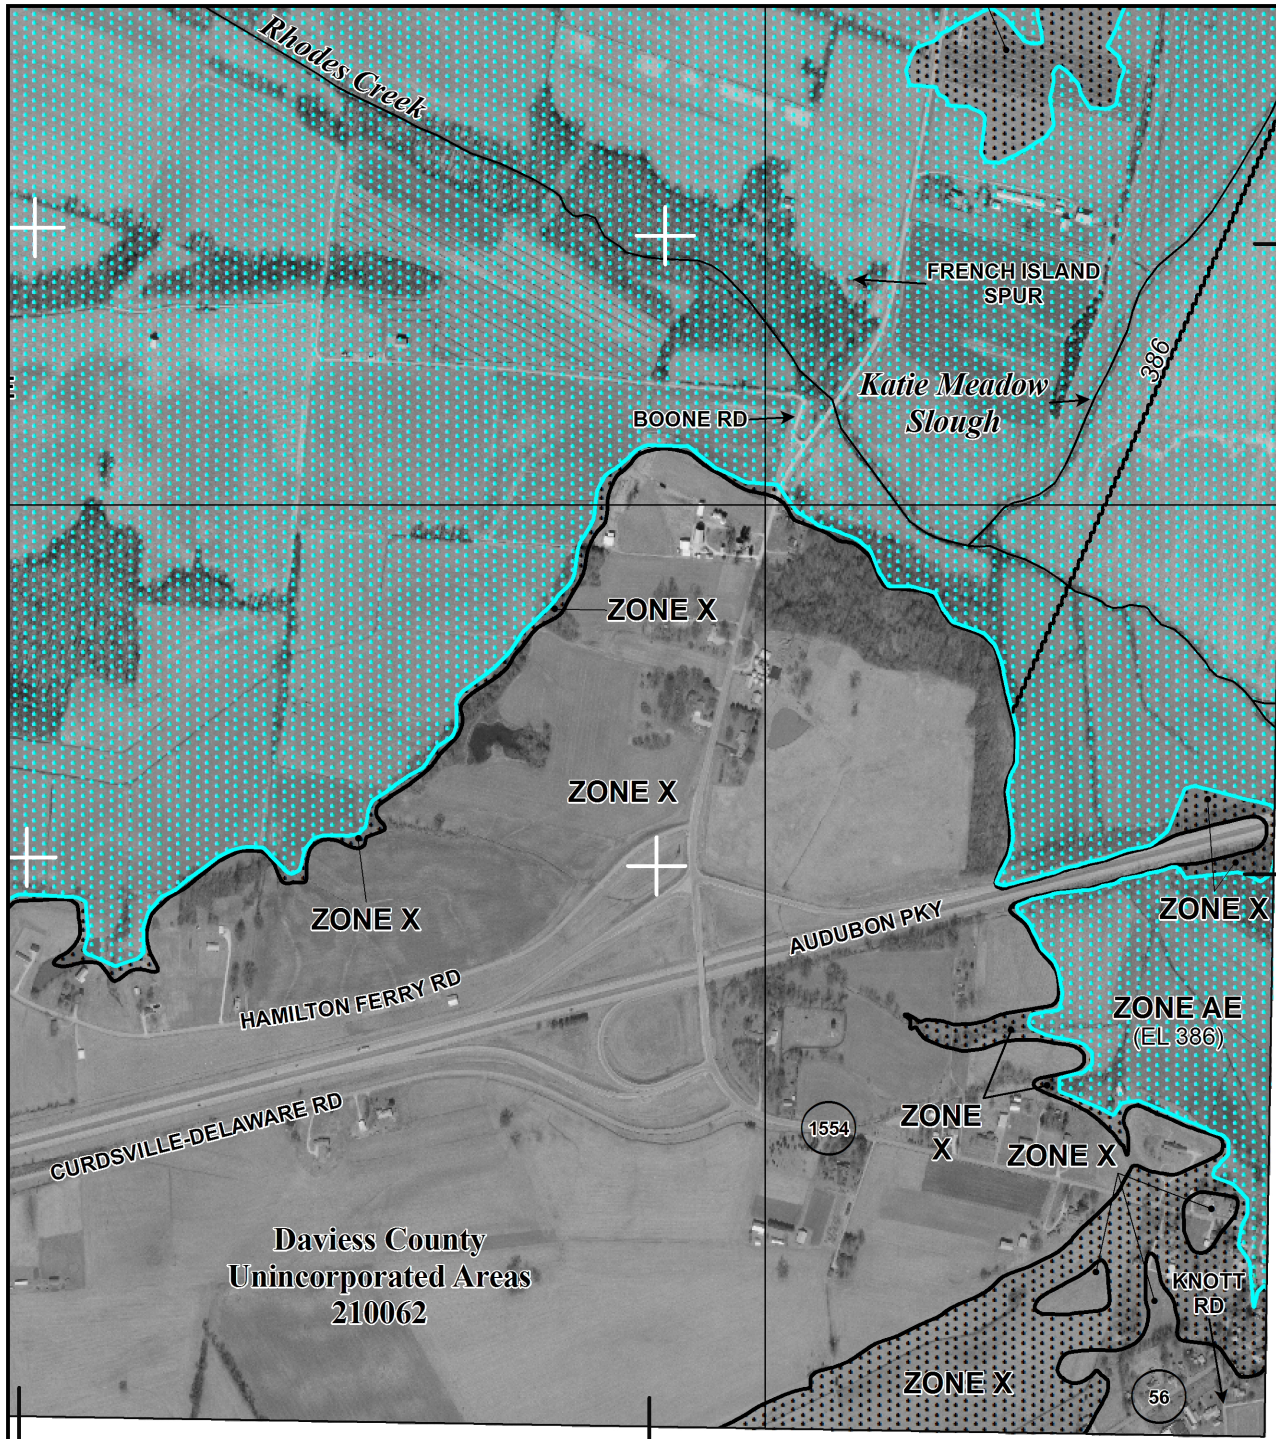 Rhodes Creek
FRENCH ISLAND
SPUR
386
Katie Meadow
Slough
BOONE RD
E
ZONE X
ZONE X
ZONE X
ZONE X
AUDUBON PKY
HAMILTON FERRY RD
ZONE AE
(EL 386)
CURDSVILLE-DELAWARE RD
1554
ZONE
X
ZONE X
Daviess County
Unincorporated Areas
210062
KNOTT
RD
ZONE X
56